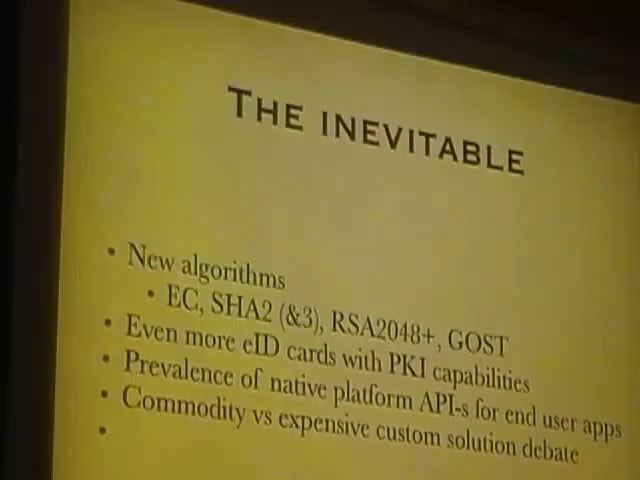 THE INEVITABLE
• New algorithms
• EC, SHA2 (&3), RSA2048+, GOST
• Even more eID cards with PKI capabilities
• Prevalence of native platform API-s for end user apps
• Commodity vs expensive custom solution debate
•